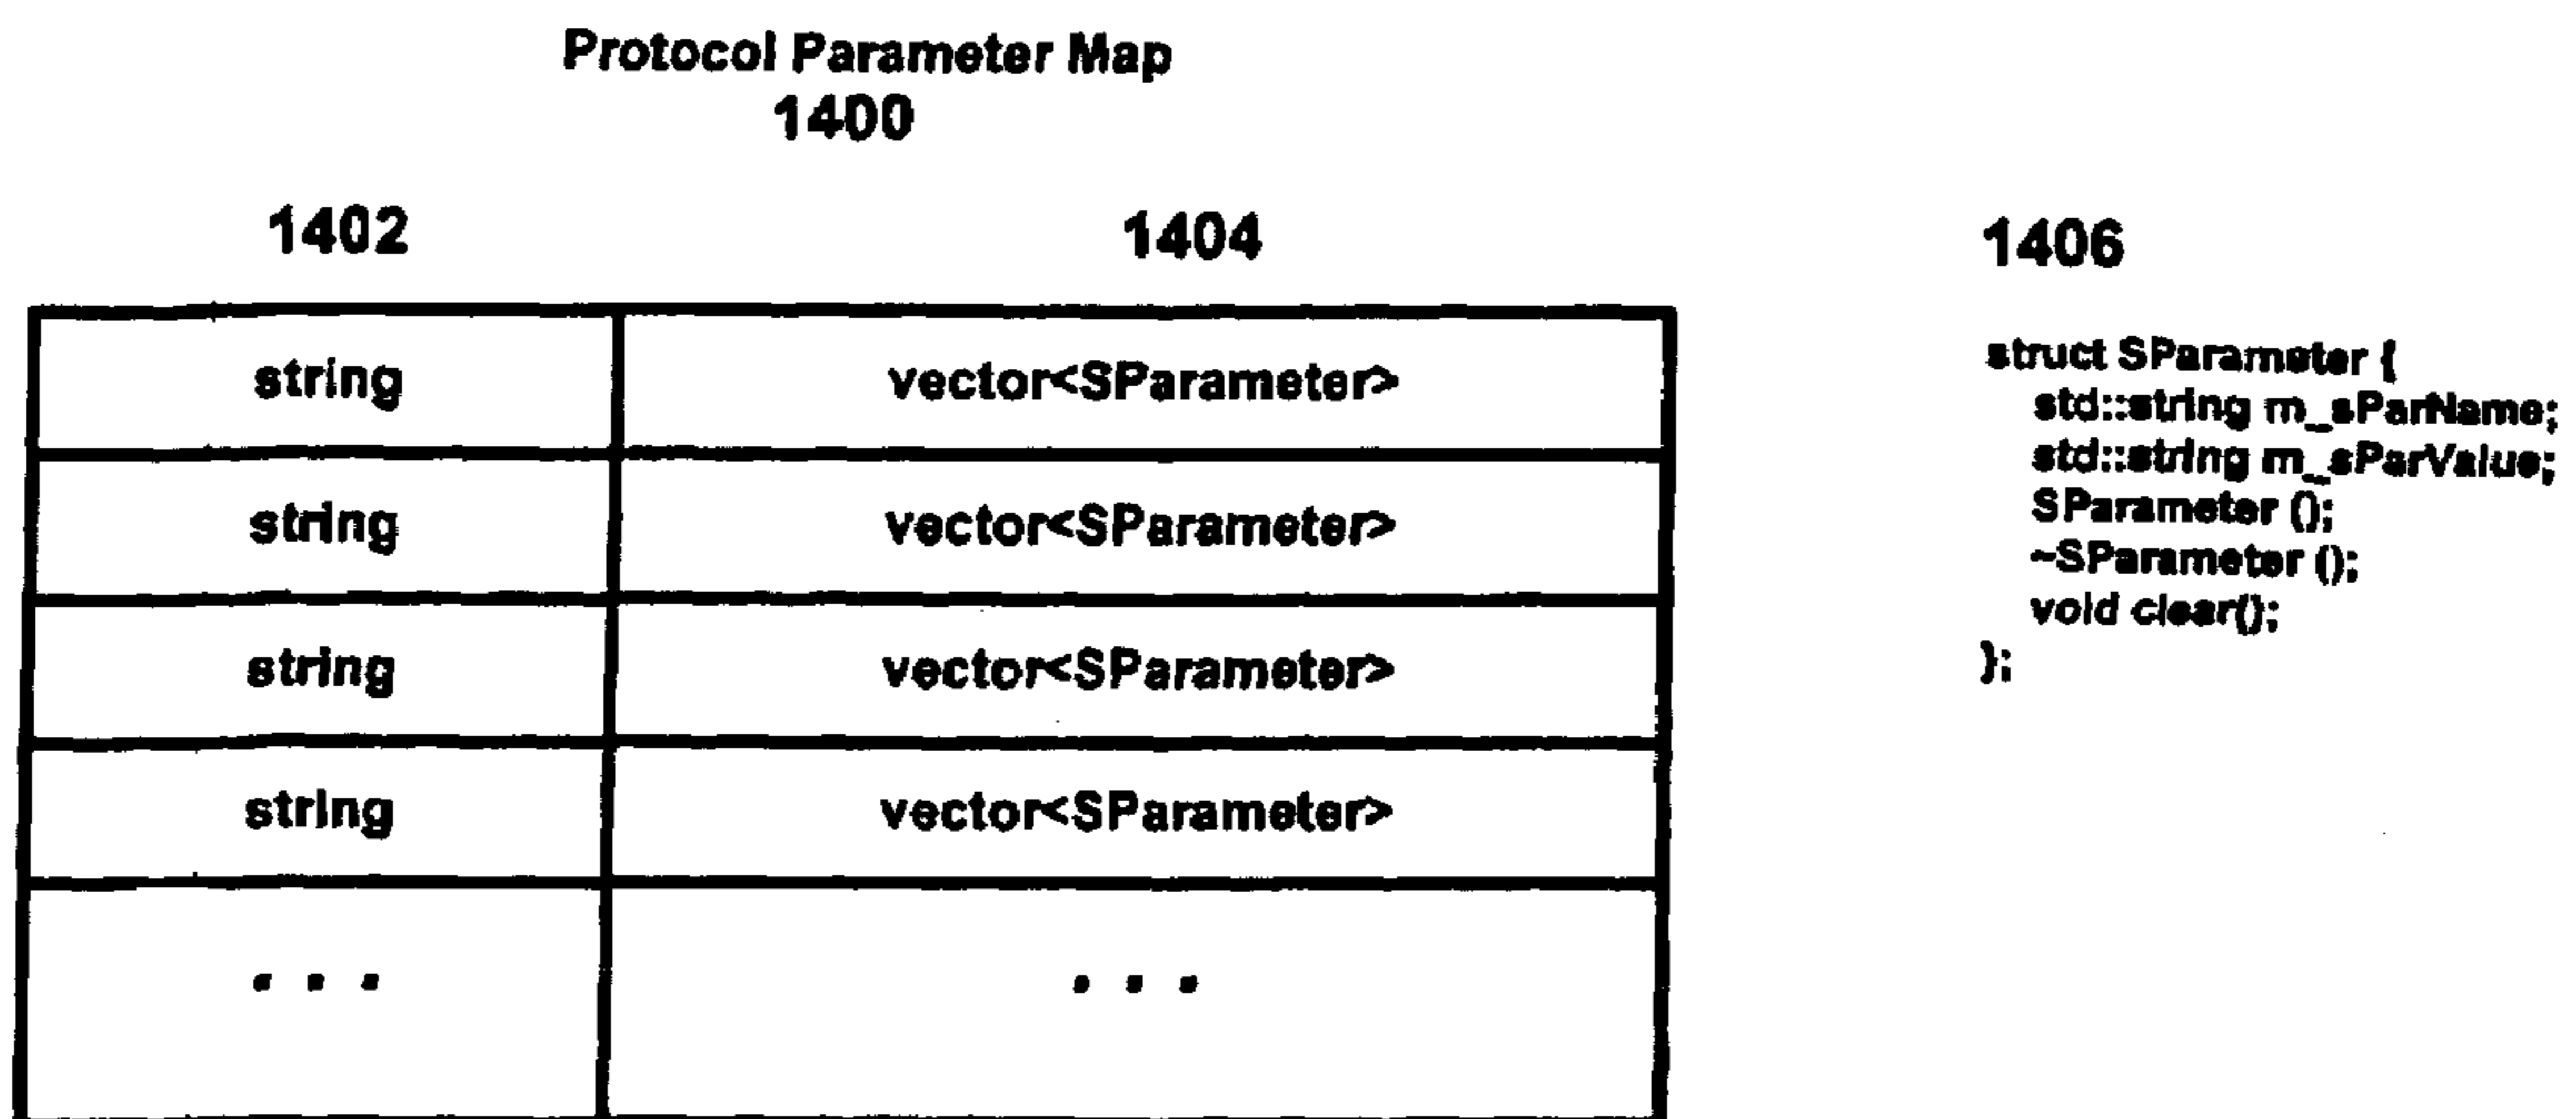 Protocol Parameter Map
1400
1402 1404 1406
string vector<SParameter>
string vector<SParameter>
string vector<SParameter>
string vector<SParameter>
... ...
struct SParameter {
std::string m_sParName;
std::string m_sParValue;
SParameter ();
~SParameter ();
void clear();
};